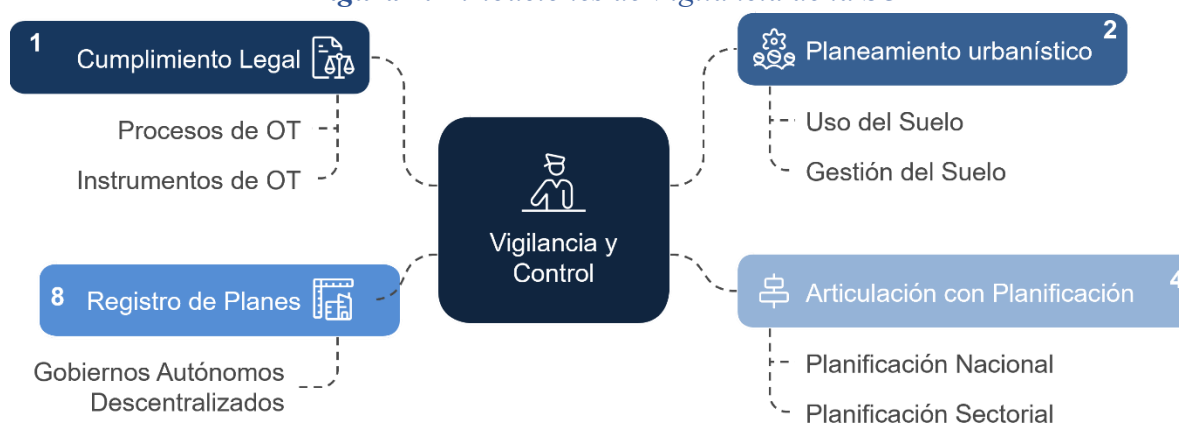 1 Cumplimiento Legal
Procesos de OT
Instrumentos de OT
Planeamiento urbanístico 2
Uso del Suelo
Gestión del Suelo
Vigilancia y
Control
8 Registro de Planes
Gobiernos Autónomos
Descentralizados
Articulación con Planificación 4
Planificación Nacional
Planificación Sectorial